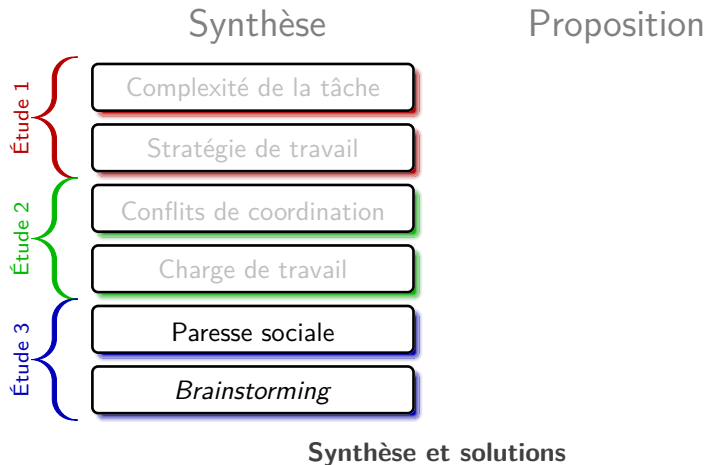 Synthèse
Proposition
Étude 1
Complexité de la tâche
Stratégie de travail
Étude 2
Conflits de coordination
Charge de travail
Étude 3
Paresse sociale
Brainstorming
Synthèse et solutions